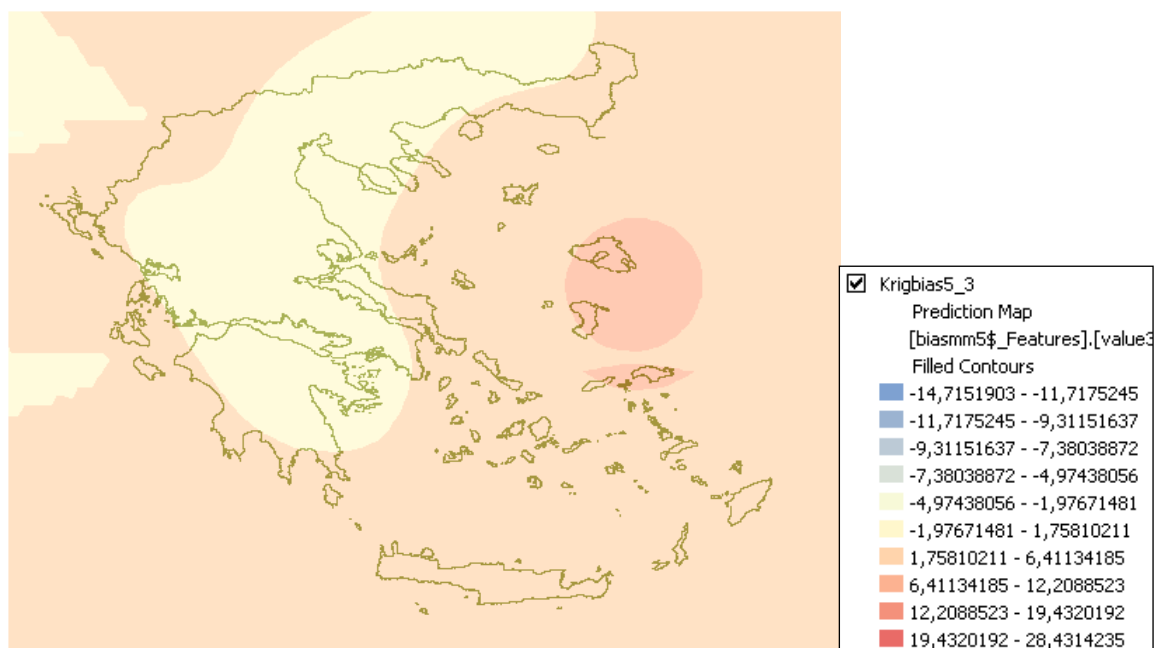 Krigbias5_3
Prediction Map
[biasmm5$_Features].[value3
Filled Contours
-14,7151903 - -11,7175245
-11,7175245 - -9,31151637
-9,31151637 - -7,38038872
-7,38038872 - -4,97438056
-4,97438056 - -1,97671481
-1,97671481 - 1,75810211
1,75810211 - 6,41134185
6,41134185 - 12,2088523
12,2088523 - 19,4320192
19,4320192 - 28,4314235